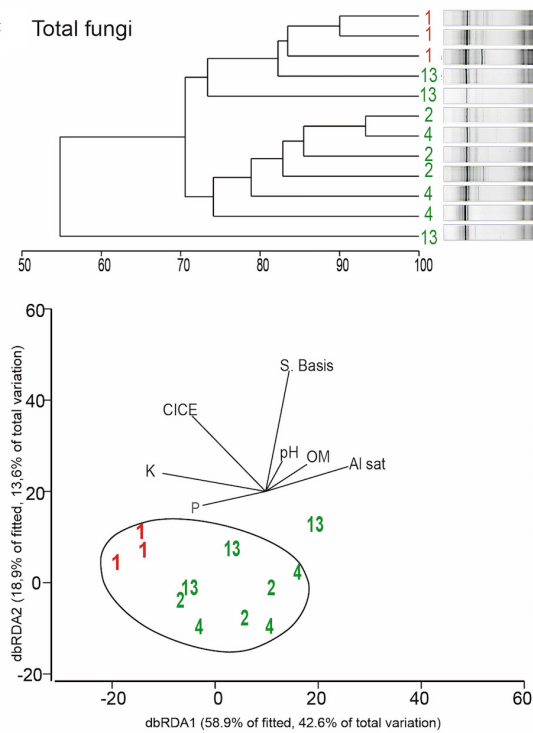 Total fungi
1
1
1
13
13
2
4
2
2
4
4
13
50 60 70 80 90 100
60
40
20
0
-20
S. Basis
CICE
pH
OM
Al sat
K
P
13
1
1
1
13
4
13
2
2
2
4
4
-20 0 20 40 60
dbRDA2 (18,9% of fitted, 13,6% of total variation)
dbRDA1 (58.9% of fitted, 42.6% of total variation)